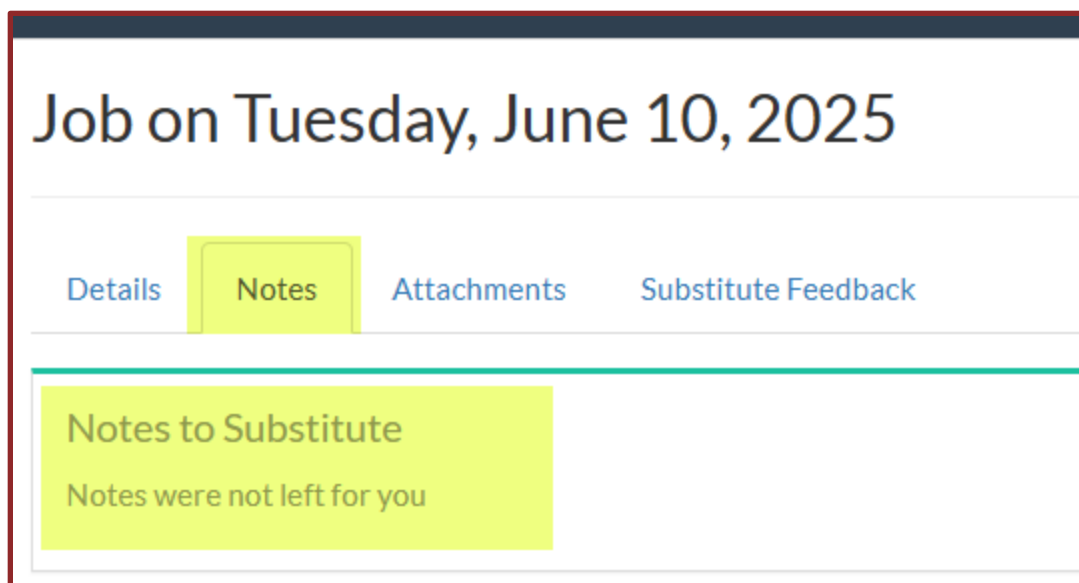 Job on Tuesday, June 10, 2025
Details Notes Attachments Substitute Feedback
Notes to Substitute
Notes were not left for you